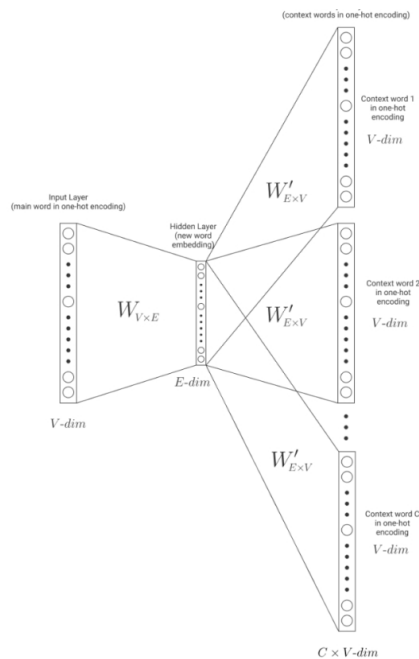 (context words in one-hot encoding)
Context word 1
in one-hot
encoding
V-dim
W′E×V
Input Layer
(main word in one-hot encoding)
Hidden Layer
(new word
embedding)
WV×E
W′E×V
Context word 2
in one-hot
encoding
V-dim
E-dim
V-dim
W′E×V
Context word C
in one-hot
encoding
V-dim
C × V-dim